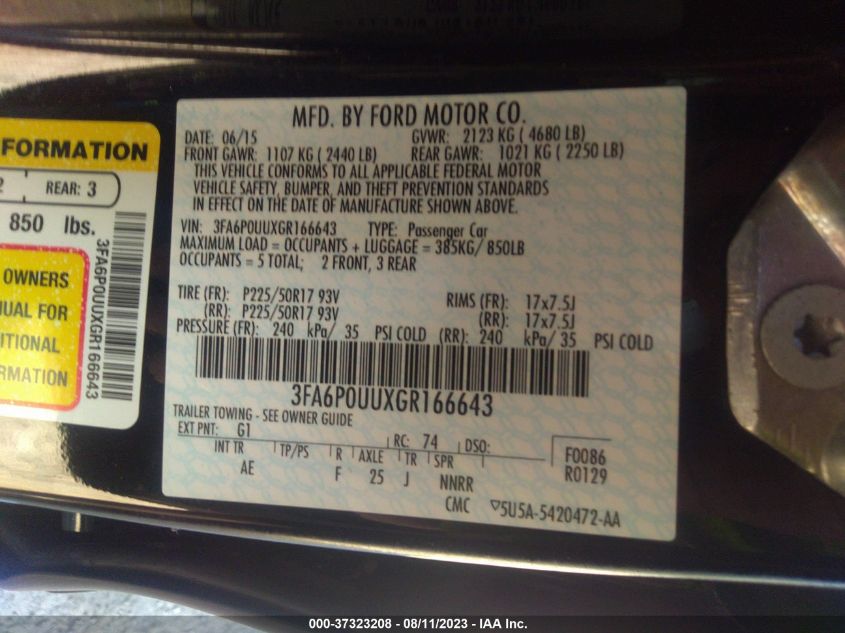 FORMATION
2 REAR: 3
850 lbs.
OWNERS
UAL FOR
ITIONAL
RMATION
3FA6P0UUXGR166643
MFD. BY FORD MOTOR CO.
DATE: 06/15 GVWR: 2123 KG (4680 LB)
FRONT GAWR: 1107 KG (2440 LB) REAR GAWR: 1021 KG (2250 LB)
THIS VEHICLE CONFORMS TO ALL APPLICABLE FEDERAL MOTOR
VEHICLE SAFETY, BUMPER, AND THEFT PREVENTION STANDARDS
IN EFFECT ON THE DATE OF MANUFACTURE SHOWN ABOVE.
VIN: 3FA6P0UUXGR166643 TYPE: Passenger Car
MAXIMUM LOAD = OCCUPANTS + LUGGAGE = 385KG/ 850LB
OCCUPANTS = 5 TOTAL; 2 FRONT, 3 REAR
TIRE (FR): P225/50R17 93V RIMS (FR): 17x7.5J
(RR): P225/50R17 93V (RR): 17x7.5J
PRESSURE (FR): 240 kPa/ 35 PSI COLD (RR): 240 kPa/ 35 PSI COLD
3FA6P0UUXGR166643
TRAILER TOWING - SEE OWNER GUIDE
EXT PNT: G1 RC: 74 DSO:
INT TR TP/PS R AXLE TR SPR
AE F 25 J NNRR
F0086
R0129
CMC ▽5U5A-5420472-AA
000-37323208 - 08/11/2023 - IAA Inc.